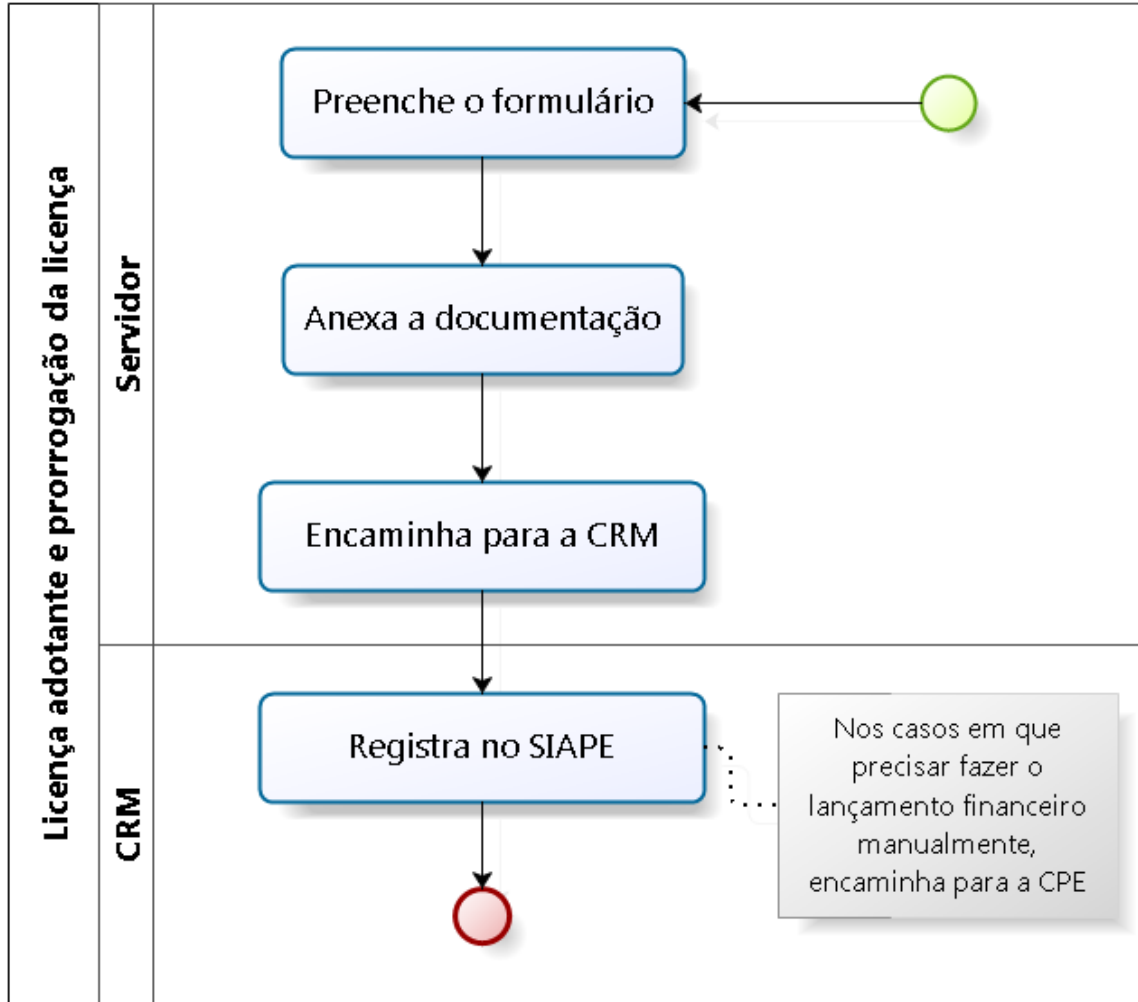 Licença adotante e prorrogação da licença
Servidor
Preenche o formulário
Anexa a documentação
Encaminha para a CRM
CRM
Registra no SIAPE
Nos casos em que
precisar fazer o
lançamento financeiro
manualmente,
encaminha para a CPE